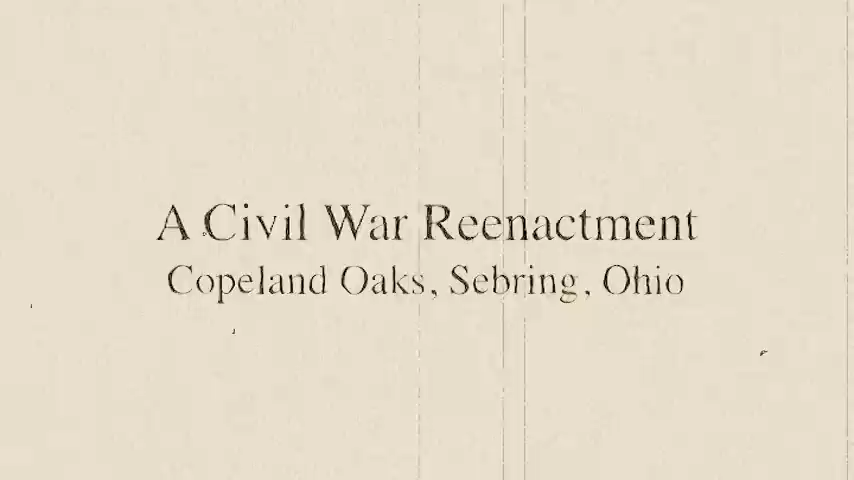 A Civil War Reenactment
Copeland Oaks, Sebring, Ohio